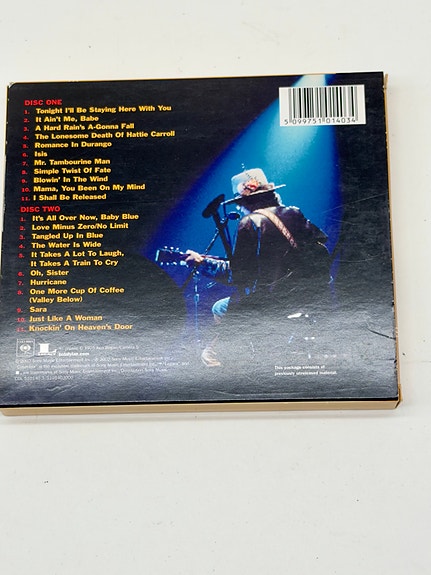 DISC ONE
1. Tonight I'll Be Staying Here With You
2. It Ain't Me, Babe
3. A Hard Rain's A-Gonna Fall
4. The Lonesome Death Of Hattie Carroll
5. Romance In Durango
6. Isis
7. Mr. Tambourine Man
8. Simple Twist Of Fate
9. Blowin' In The Wind
10. Mama, You Been On My Mind
11. I Shall Be Released
DISC TWO
1. It's All Over Now, Baby Blue
2. Love Minus Zero/No Limit
3. Tangled Up In Blue
4. The Water Is Wide
5. It Takes A Lot To Laugh,
It Takes A Train To Cry
6. Oh, Sister
7. Hurricane
8. One More Cup Of Coffee
(Valley Below)
9. Sara
10. Just Like A Woman
11. Knockin' On Heaven's Door
5 099751 014034
This package consists of
previously unreleased material.